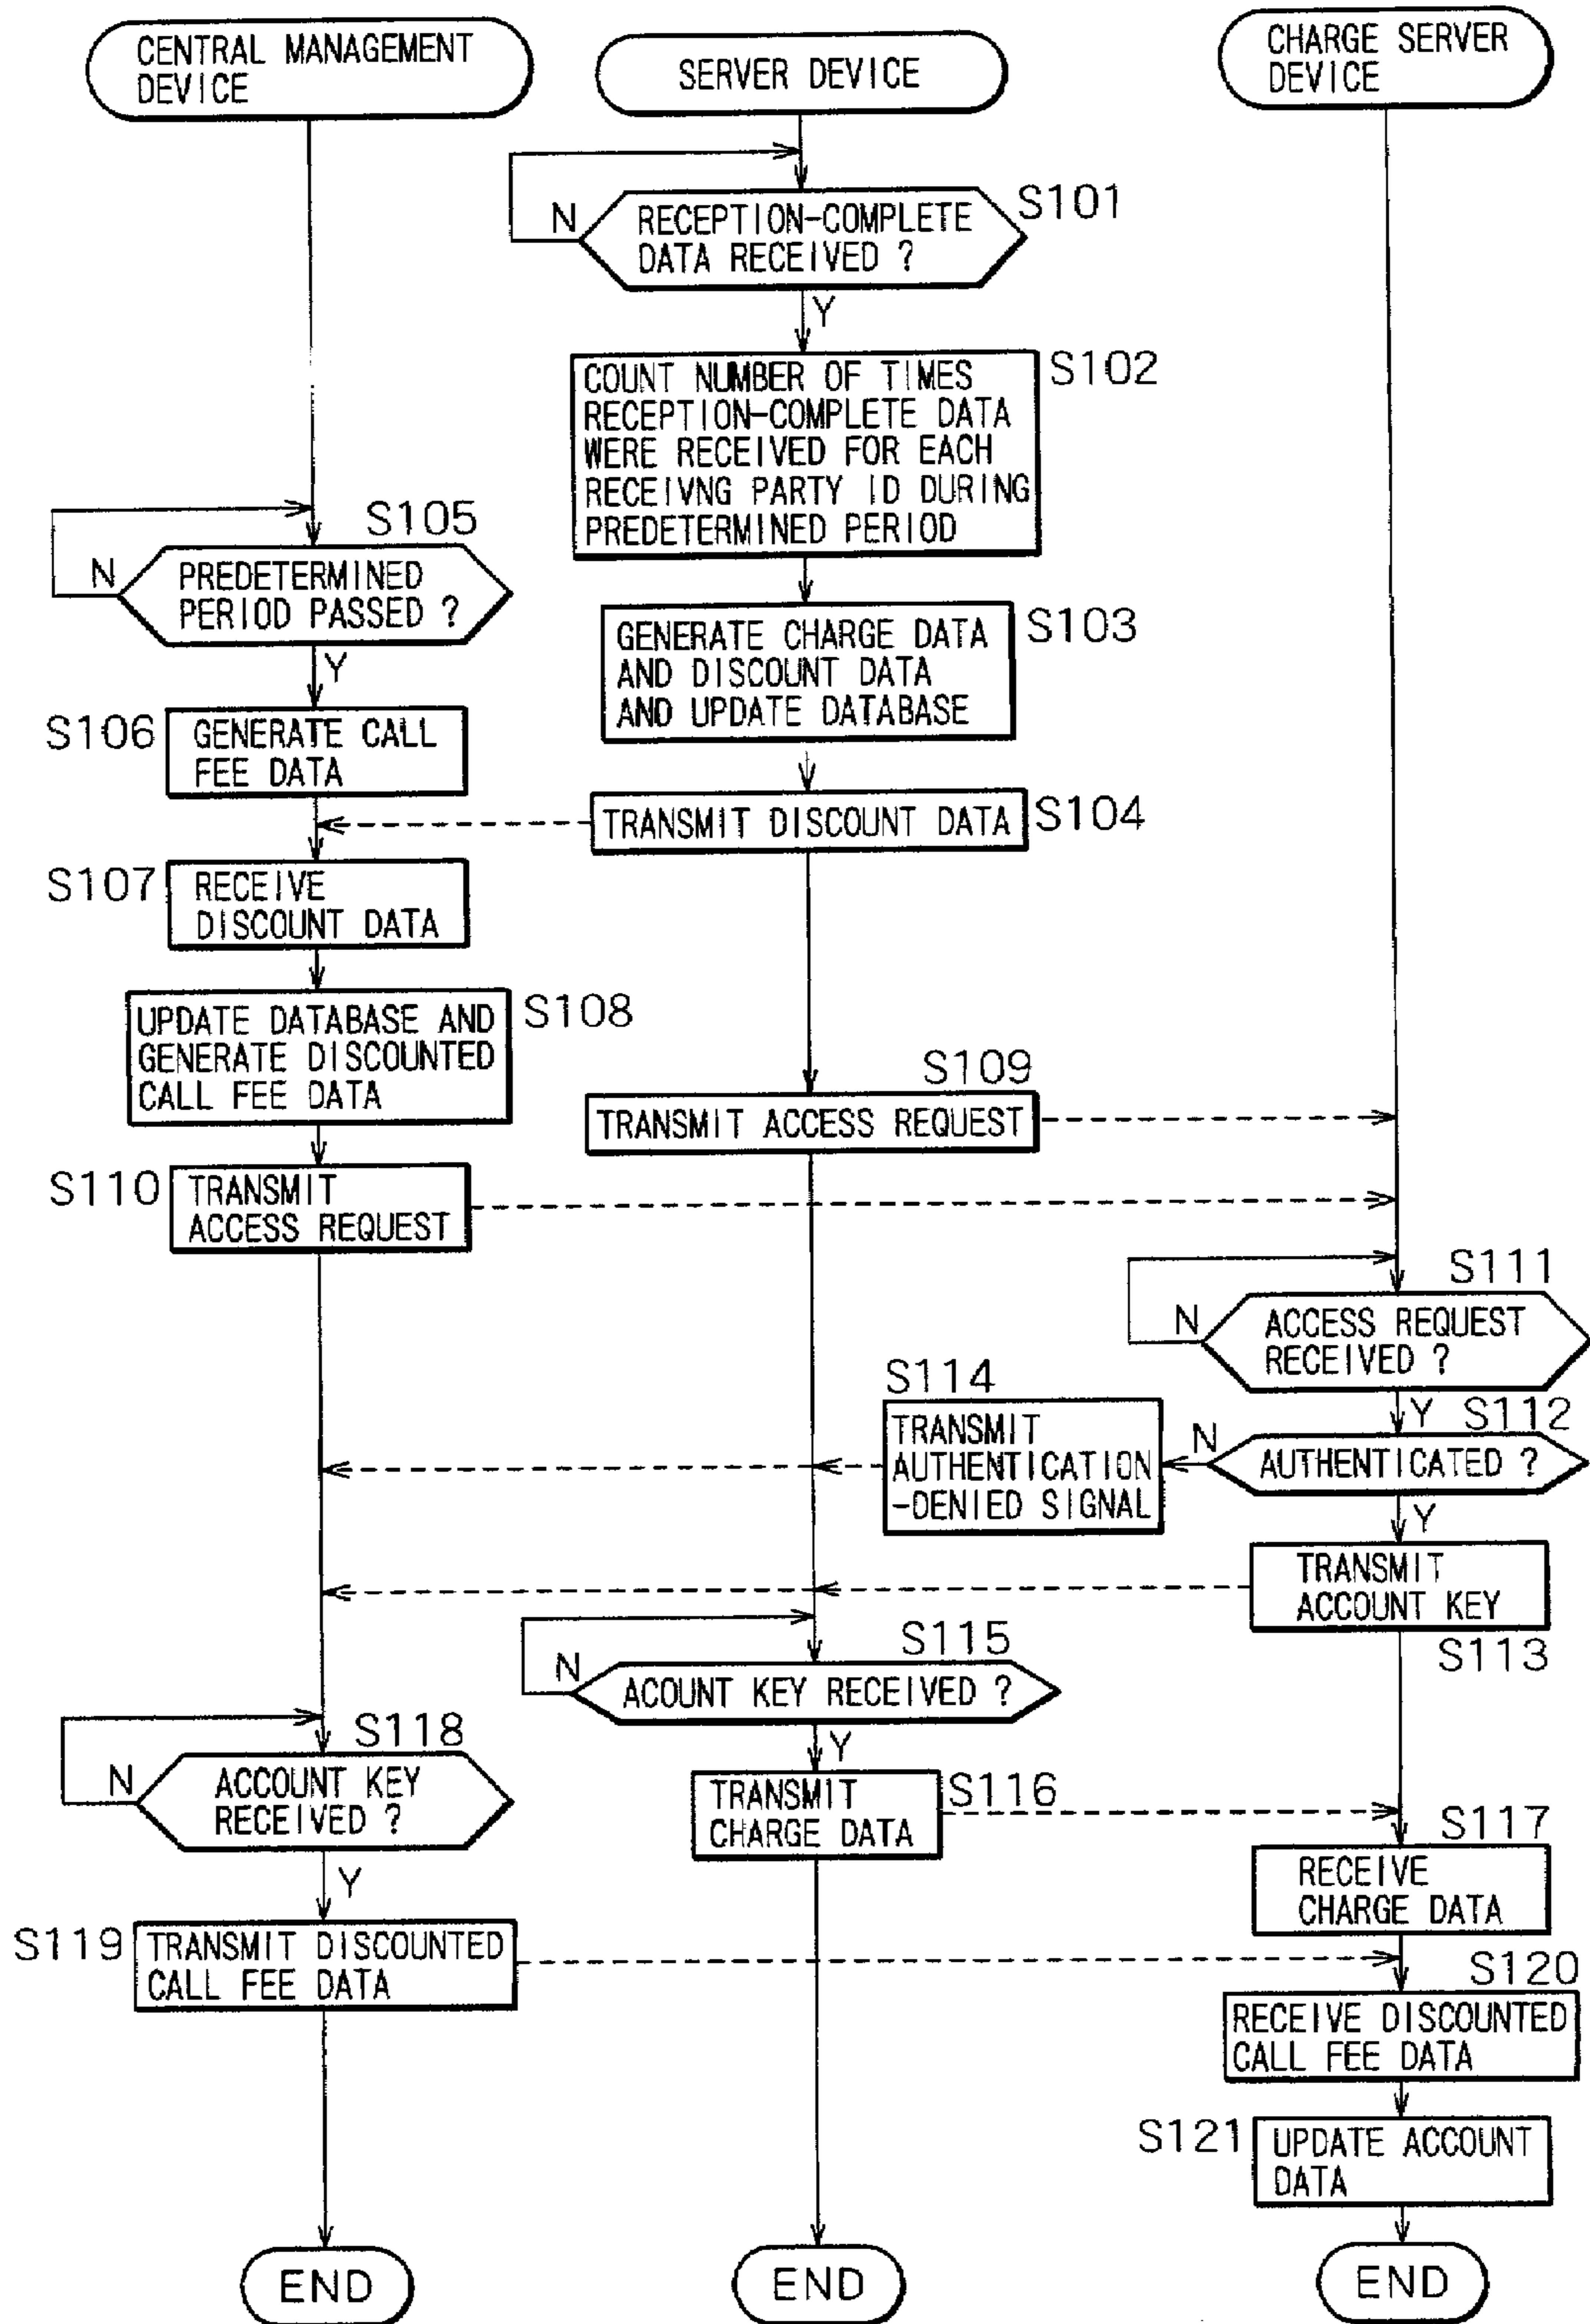 CENTRAL MANAGEMENT
DEVICE
SERVER DEVICE
CHARGE SERVER
DEVICE
N
RECEPTION-COMPLETE
DATA RECEIVED ?
S101
Y
COUNT NUMBER OF TIMES
RECEPTION-COMPLETE DATA
WERE RECEIVED FOR EACH
RECEIVNG PARTY ID DURING
PREDETERMINED PERIOD
S102
S105
N
PREDETERMINED
PERIOD PASSED ?
Y
GENERATE CHARGE DATA
AND DISCOUNT DATA
AND UPDATE DATABASE
S103
S106
GENERATE CALL
FEE DATA
TRANSMIT DISCOUNT DATA
S104
S107
RECEIVE
DISCOUNT DATA
UPDATE DATABASE AND
GENERATE DISCOUNTED
CALL FEE DATA
S108
S109
TRANSMIT ACCESS REQUEST
S110
TRANSMIT
ACCESS REQUEST
S111
N
ACCESS REQUEST
RECEIVED ?
Y
S112
S114
TRANSMIT
AUTHENTICATION
-DENIED SIGNAL
N
AUTHENTICATED ?
Y
TRANSMIT
ACCOUNT KEY
S113
S115
N
ACOUNT KEY RECEIVED ?
Y
S118
N
ACCOUNT KEY
RECEIVED ?
Y
TRANSMIT
CHARGE DATA
S116
S117
RECEIVE
CHARGE DATA
S119
TRANSMIT DISCOUNTED
CALL FEE DATA
S120
RECEIVE DISCOUNTED
CALL FEE DATA
S121
UPDATE ACCOUNT
DATA
END
END
END